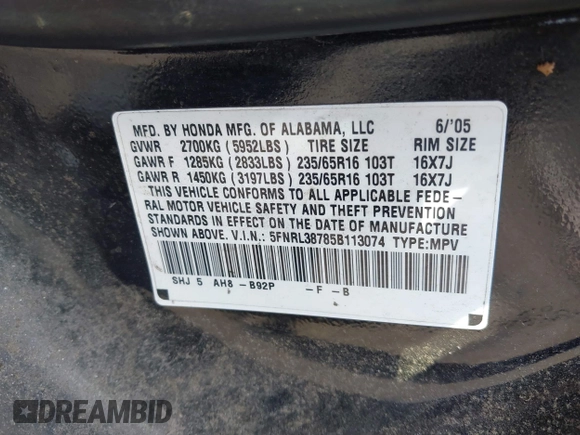 MFD. BY HONDA MFG. OF ALABAMA, LLC 6/'05
GVWR 2700KG (5952LBS) TIRE SIZE RIM SIZE
GAWR F 1285KG (2833LBS) 235/65R16 103T 16X7J
GAWR R 1450KG (3197LBS) 235/65R16 103T 16X7J
THIS VEHICLE CONFORMS TO ALL APPLICABLE FEDE-
RAL MOTOR VEHICLE SAFETY AND THEFT PREVENTION
STANDARDS IN EFFECT ON THE DATE OF MANUFACTURE
SHOWN ABOVE. V.I.N.: 5FNRL38785B113074 TYPE:MPV
SHJ 5 AH8 -B92P -F -B
DREAMBID